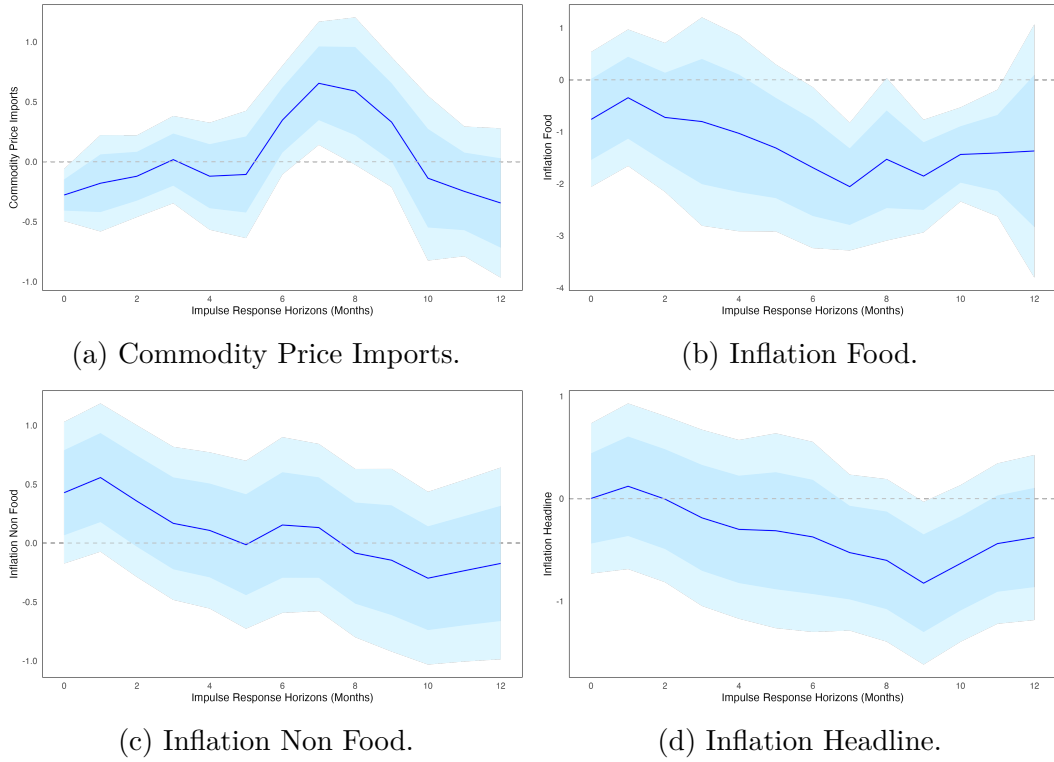 1.0
0.5
0.0
-0.5
-1.0
Commodity Price Imports
0 2 4 6 8 10 12
Impulse Response Horizons (Months)
(a) Commodity Price Imports.
1
0
-1
-2
-3
-4
Inflation Food
0 2 4 6 8 10 12
Impulse Response Horizons (Months)
(b) Inflation Food.
1.0
0.5
0.0
-0.5
-1.0
Inflation Non Food
0 2 4 6 8 10 12
Impulse Response Horizons (Months)
(c) Inflation Non Food.
1
0
-1
Inflation Headline
0 2 4 6 8 10 12
Impulse Response Horizons (Months)
(d) Inflation Headline.